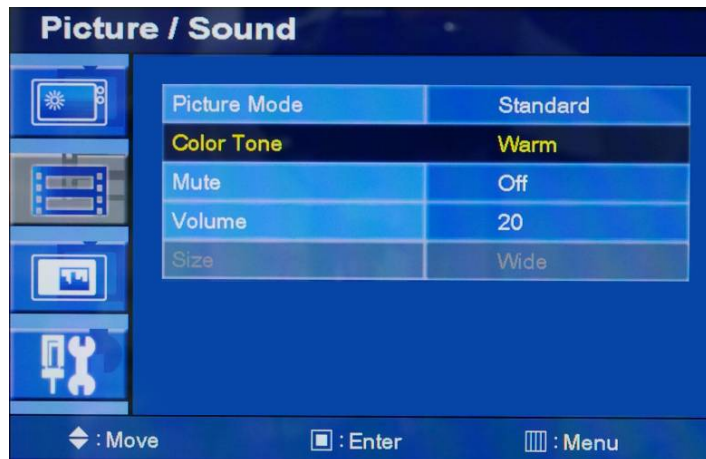 Picture / Sound
Picture Mode Standard
Color Tone Warm
Mute Off
Volume 20
Size Wide
: Move : Enter : Menu